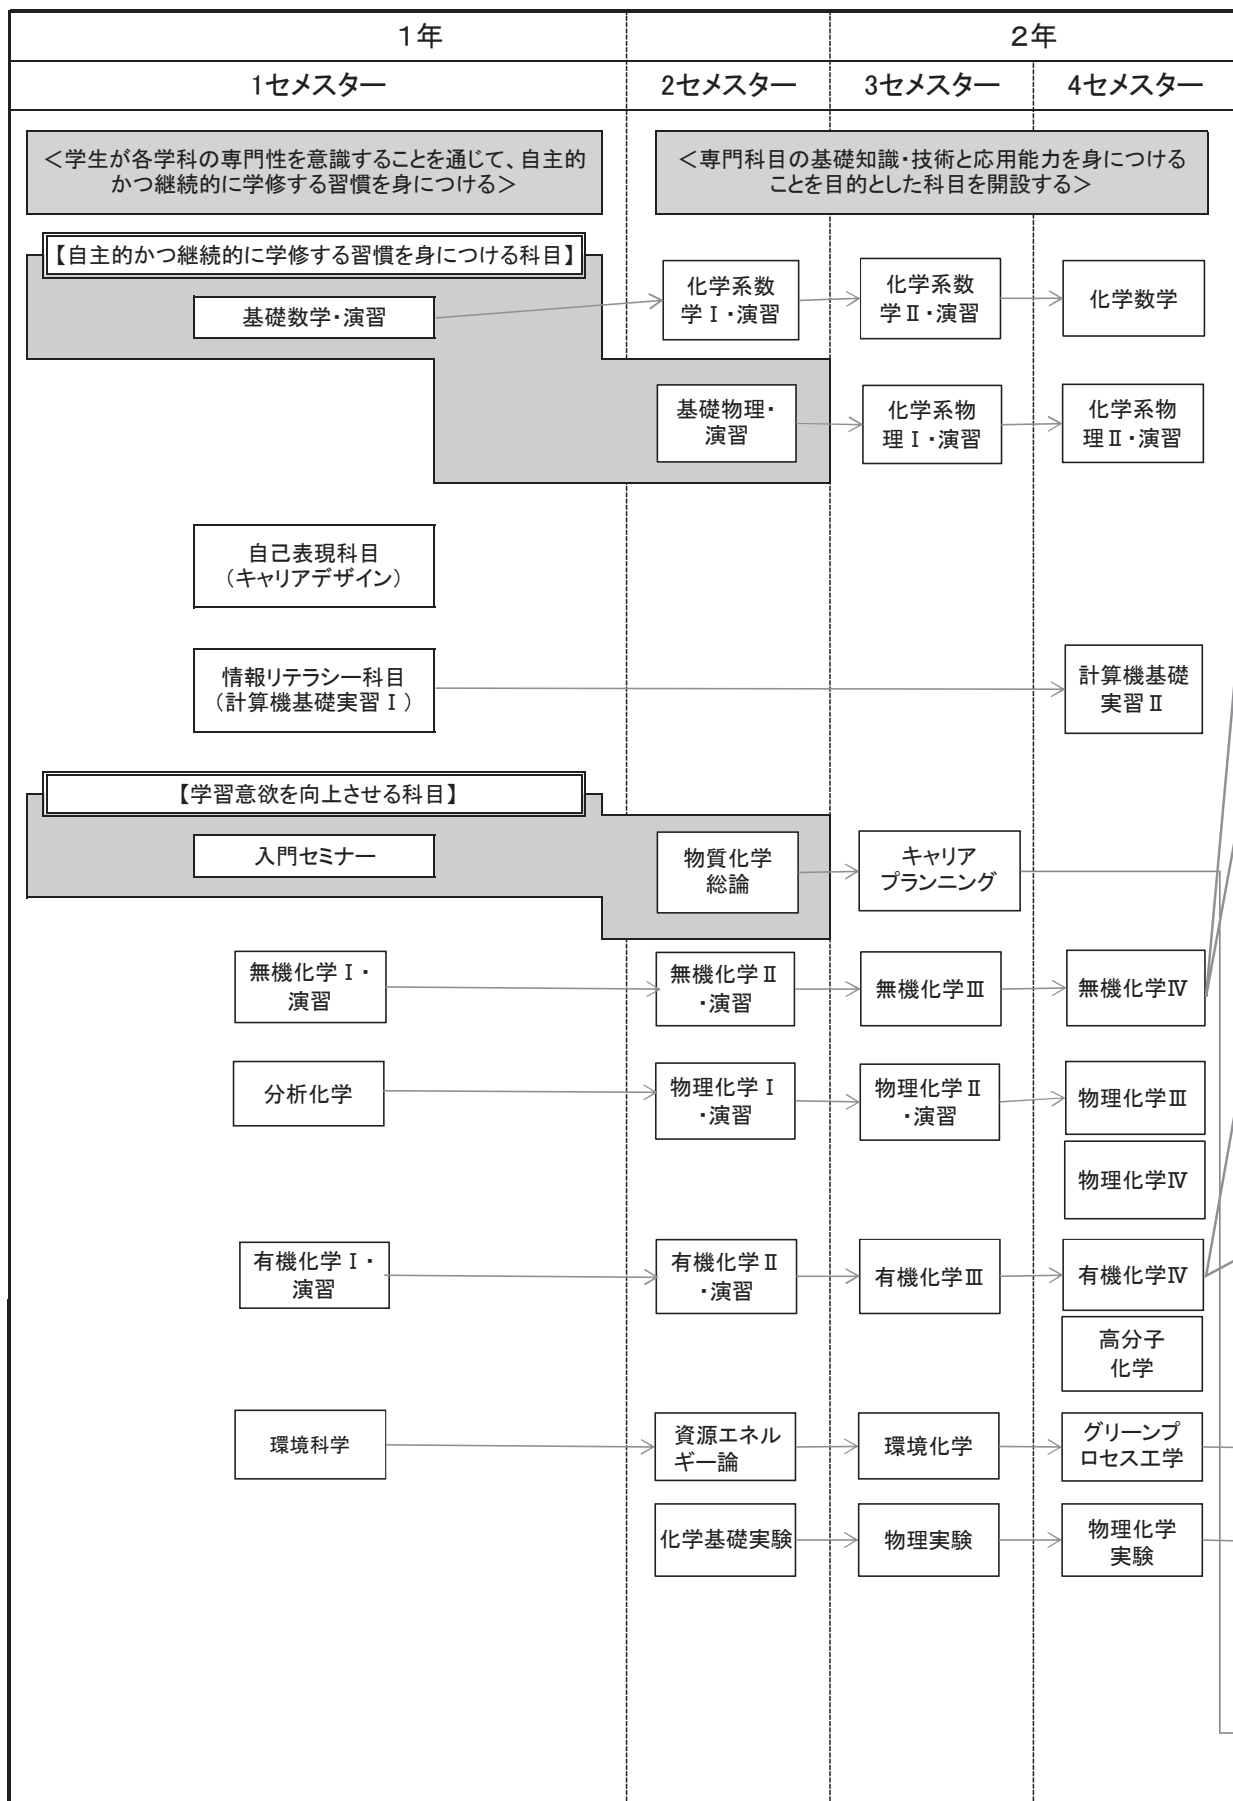 1年
2年
1セメスター
2セメスター
3セメスター
4セメスター
＜学生が各学科の専門性を意識することを通じて、自主的
かつ継続的に学修する習慣を身につける＞
＜専門科目の基礎知識・技術と応用能力を身につける
ことを目的とした科目を開設する＞
【自主的かつ継続的に学修する習慣を身につける科目】
基礎数学・演習
化学系数
学Ⅰ・演習
化学系数
学Ⅱ・演習
化学数学
基礎物理・
演習
化学系物
理Ⅰ・演習
化学系物
理Ⅱ・演習
自己表現科目
（キャリアデザイン）
情報リテラシー科目
（計算機基礎実習Ⅰ）
計算機基礎
実習Ⅱ
【学習意欲を向上させる科目】
入門セミナー
物質化学
総論
キャリア
プランニング
無機化学Ⅰ・
演習
無機化学Ⅱ
・演習
無機化学Ⅲ
無機化学Ⅳ
分析化学
物理化学Ⅰ
・演習
物理化学Ⅱ
・演習
物理化学Ⅲ
物理化学Ⅳ
有機化学Ⅰ・
演習
有機化学Ⅱ
・演習
有機化学Ⅲ
有機化学Ⅳ
高分子
化学
環境科学
資源エネル
ギー論
環境化学
グリーンプ
ロセス工学
化学基礎実験
物理実験
物理化学
実験